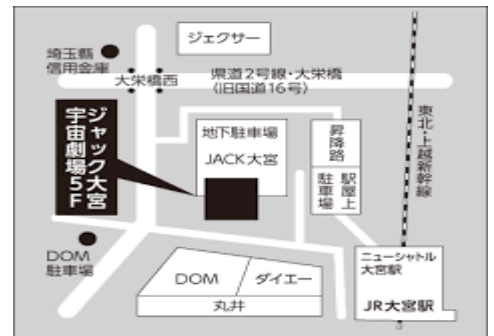 ジェクサー
埼玉縣
信用金庫
大栄橋西
県道2号線・大栄橋
(旧国道16号)
東北・上越新幹線
ジャック大宮
宇宙劇場5F
地下駐車場
JACK大宮
昇降路
駅屋上
駐車場
DOM
駐車場
DOM
ダイエー
丸井
ニューシャトル
大宮駅
JR大宮駅